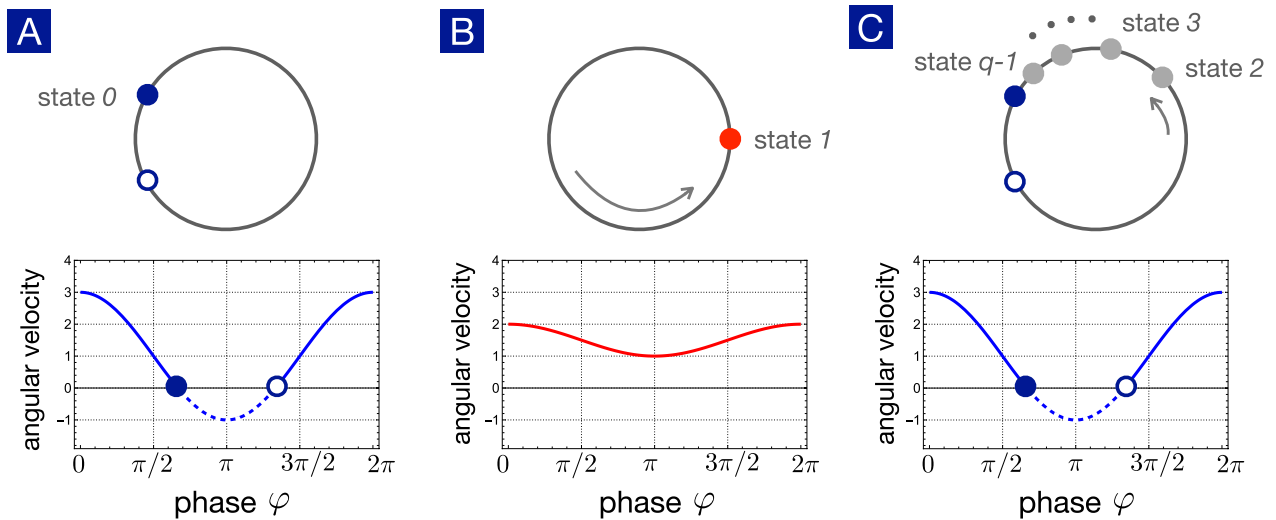 A
state 0
angular velocity
4
3
2
1
0
−1
0
π/2
π
3π/2
2π
phase φ
B
state 1
angular velocity
4
3
2
1
0
−1
0
π/2
π
3π/2
2π
phase φ
C
state 3
state q-1
state 2
angular velocity
4
3
2
1
0
−1
0
π/2
π
3π/2
2π
phase φ